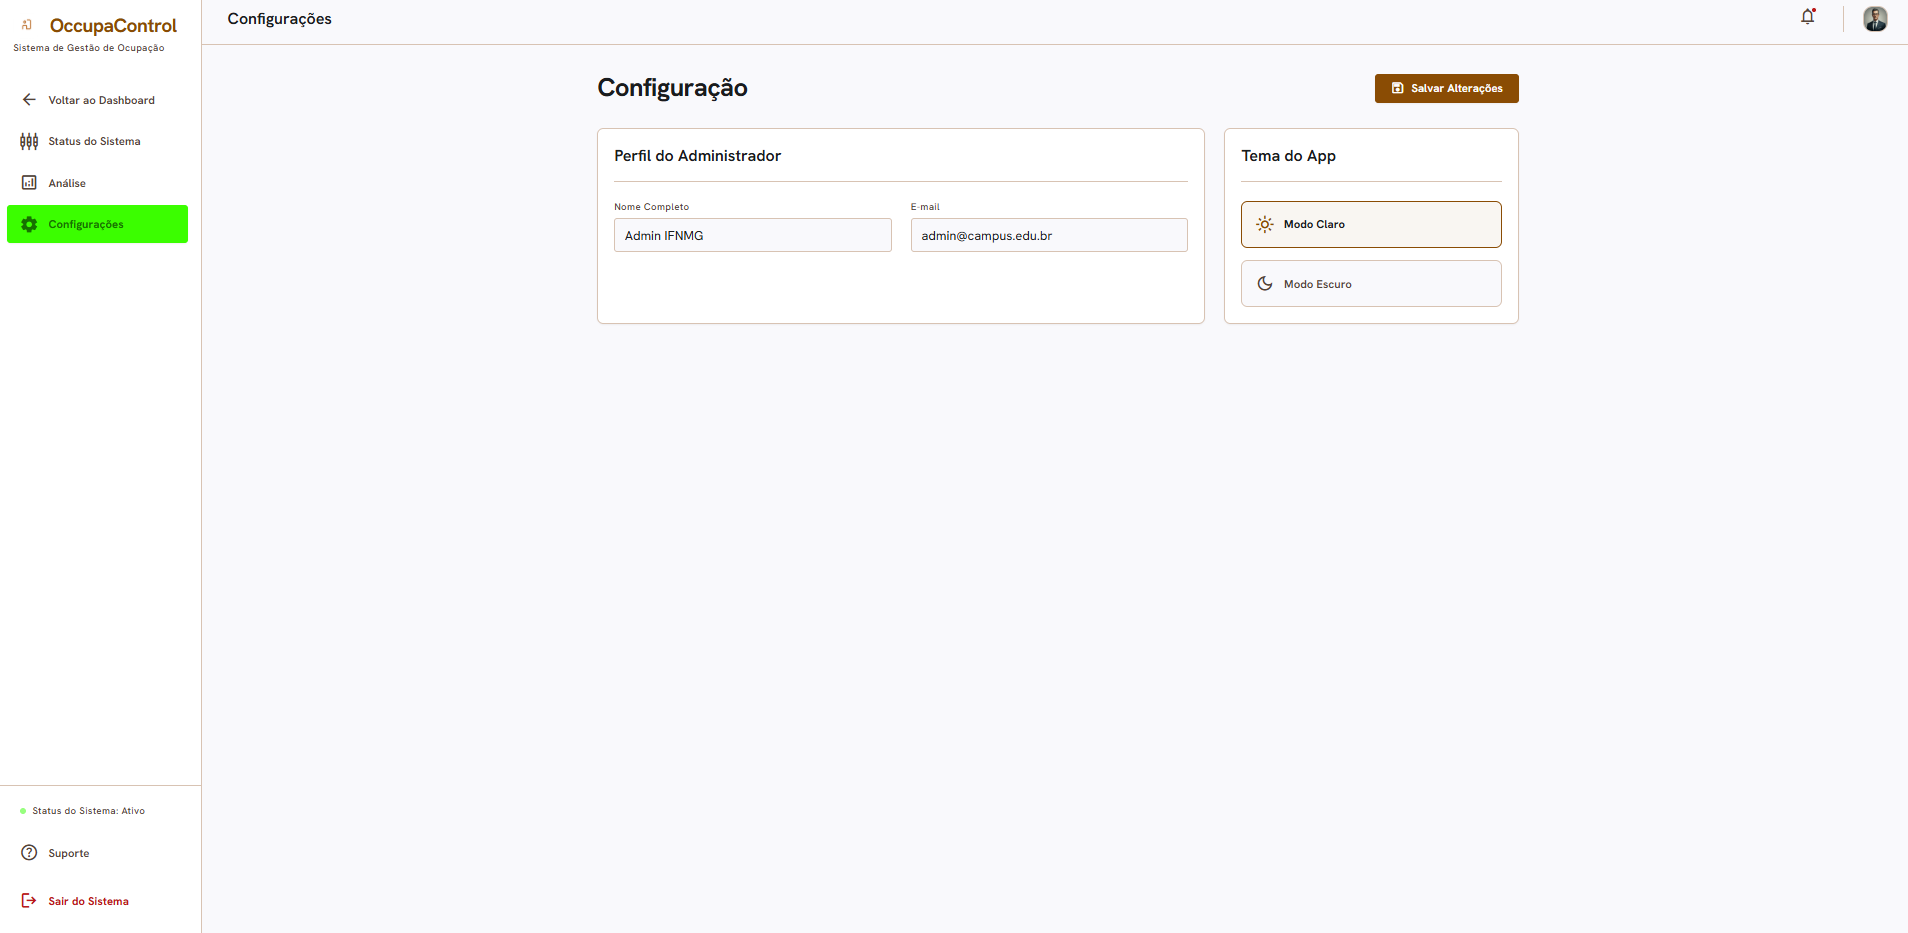 OccupaControl
Sistema de Gestão de Ocupação
Voltar ao Dashboard
Status do Sistema
Análise
Configurações
Status do Sistema: Ativo
Suporte
Sair do Sistema
Configurações
Configuração
Salvar Alterações
Perfil do Administrador
Nome Completo
Admin IFNMG
E-mail
admin@campus.edu.br
Tema do App
Modo Claro
Modo Escuro